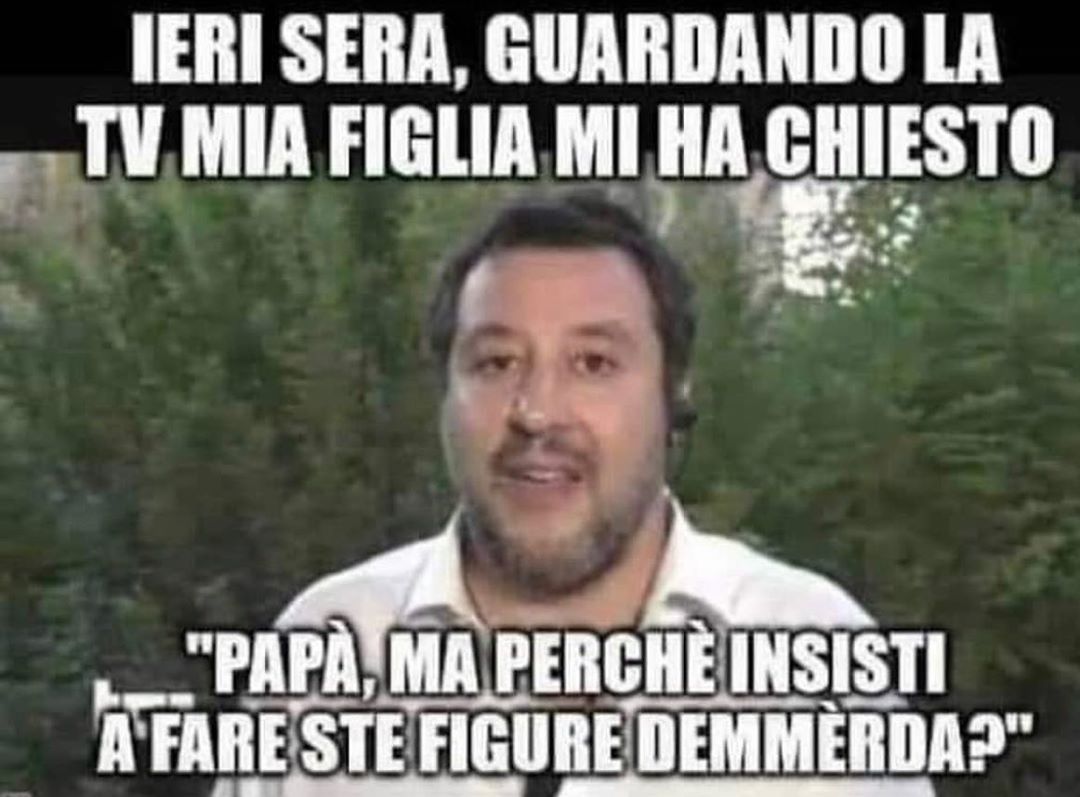 IERI SERA, GUARDANDO LA
TV MIA FIGLIA MI HA CHIESTO
"PAPÀ, MA PERCHÈ INSISTI
A FARE STE FIGURE DEMMÈRDA?"